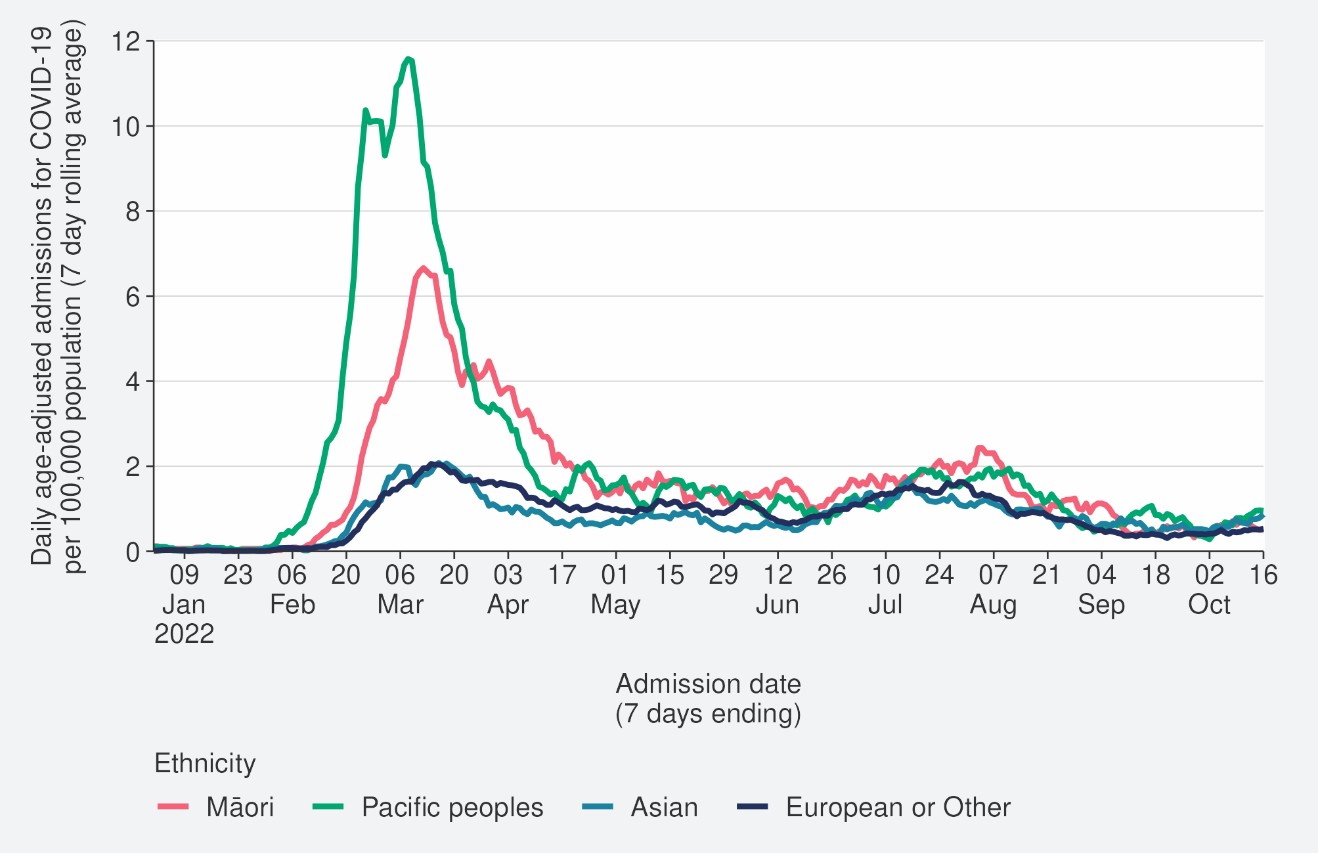 Daily age-adjusted admissions for COVID-19
per 100,000 population (7 day rolling average)
12
10
8
6
4
2
0
09 23 06 20 06 20 03 17 01 15 29 12 26 10 24 07 21 04 18 02 16
Jan Feb Mar Apr May Jun Jul Aug Sep Oct
2022
Admission date
(7 days ending)
Ethnicity
Māori Pacific peoples Asian European or Other